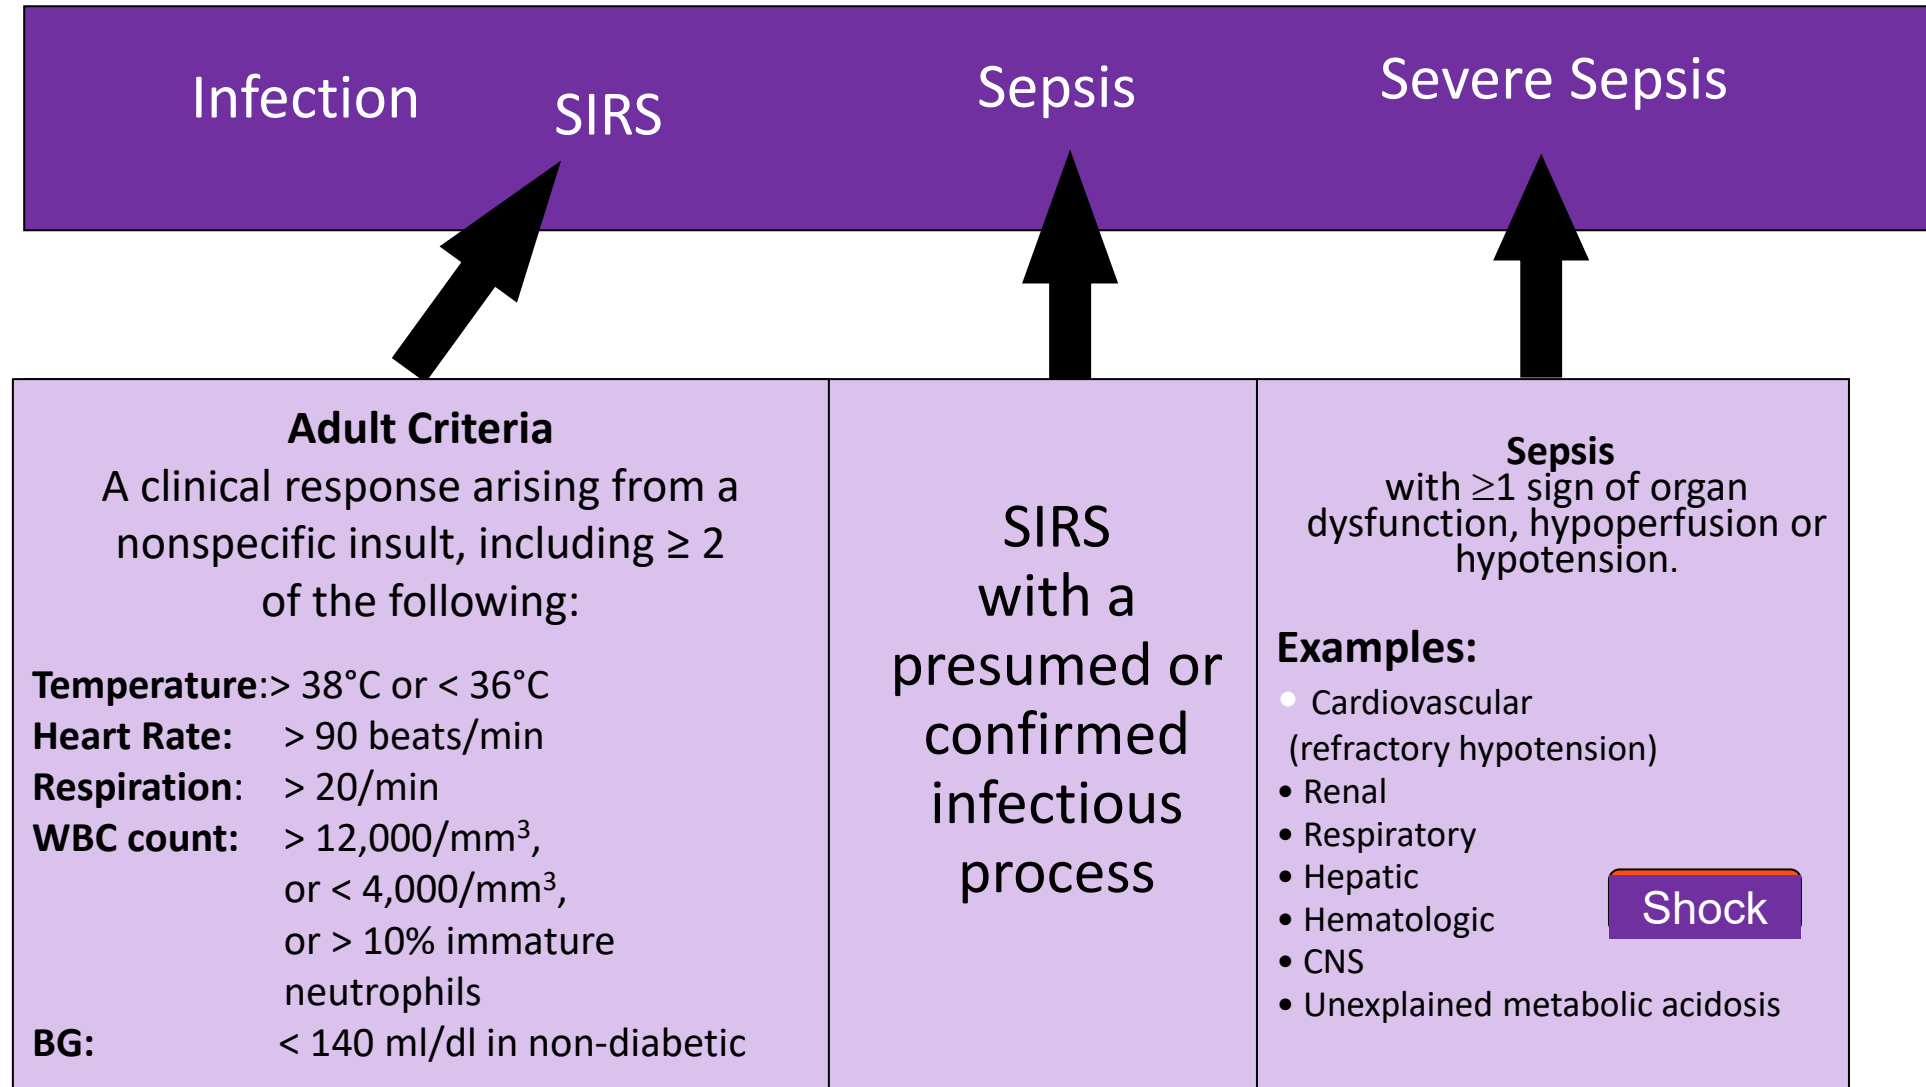 Infection
SIRS
Sepsis
Severe Sepsis
Adult Criteria
A clinical response arising from a
nonspecific insult, including ≥ 2
of the following:
Temperature:> 38°C or < 36°C
Heart Rate: > 90 beats/min
Respiration: > 20/min
WBC count: > 12,000/mm³,
or < 4,000/mm³,
or > 10% immature
neutrophils
BG: < 140 ml/dl in non-diabetic
SIRS
with a
presumed or
confirmed
infectious
process
Sepsis
with ≥1 sign of organ
dysfunction, hypoperfusion or
hypotension.
Examples:
• Cardiovascular
(refractory hypotension)
• Renal
• Respiratory
• Hepatic
• Hematologic
• CNS
• Unexplained metabolic acidosis
Shock